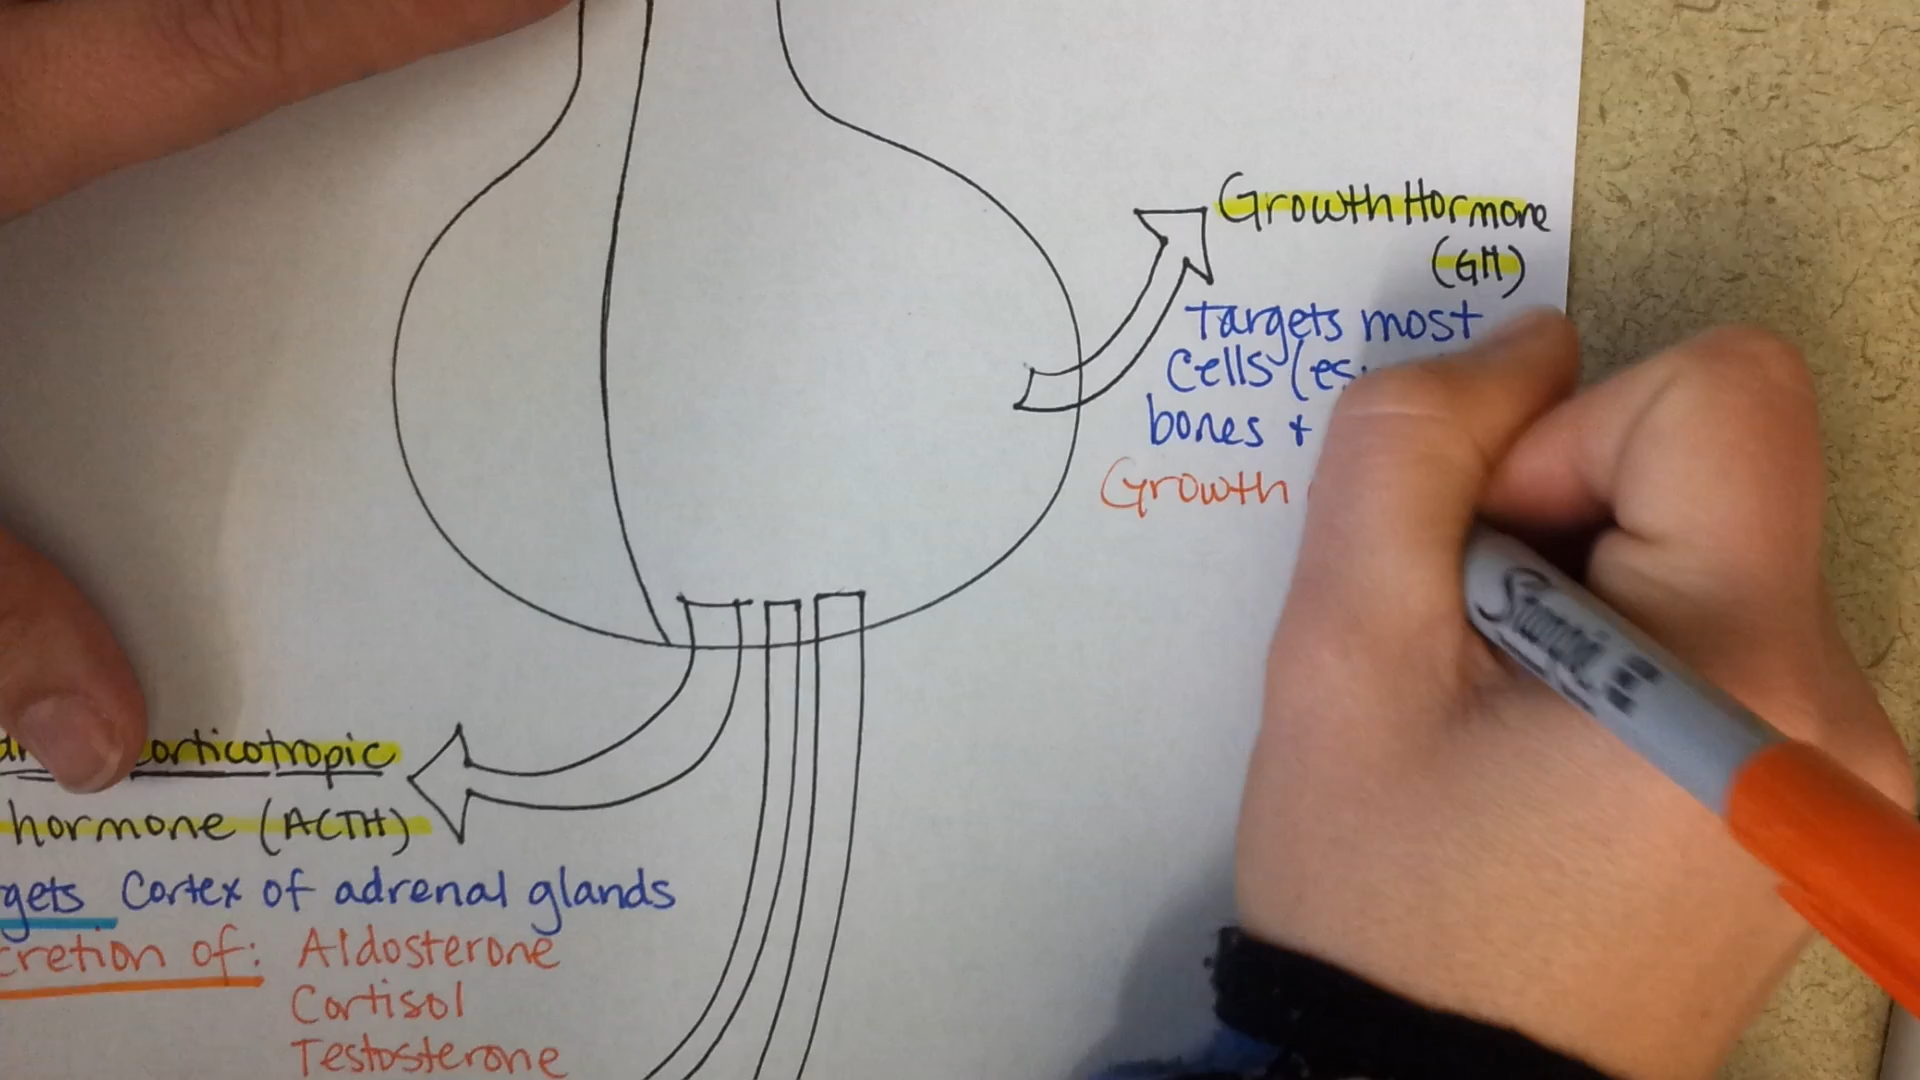 Growth Hormone
(GH)
Targets most
Cells (es
bones +
Growth
corticotropic
hormone (ACTH)
gets Cortex of adrenal glands
cretion of: Aldosterone
Cortisol
Testosterone